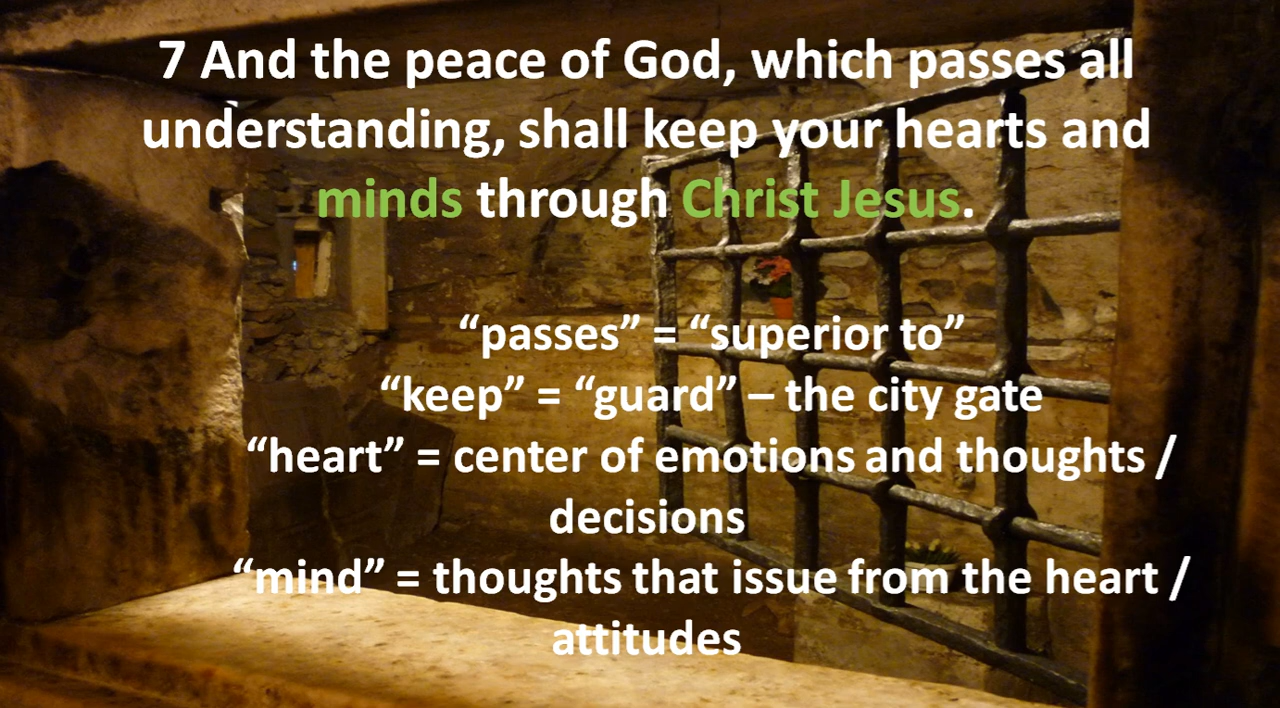 7 And the peace of God, which passes all
understanding, shall keep your hearts and
minds through Christ Jesus.
“passes” = “superior to”
“keep” = “guard” – the city gate
“heart” = center of emotions and thoughts /
decisions
“mind” = thoughts that issue from the heart /
attitudes